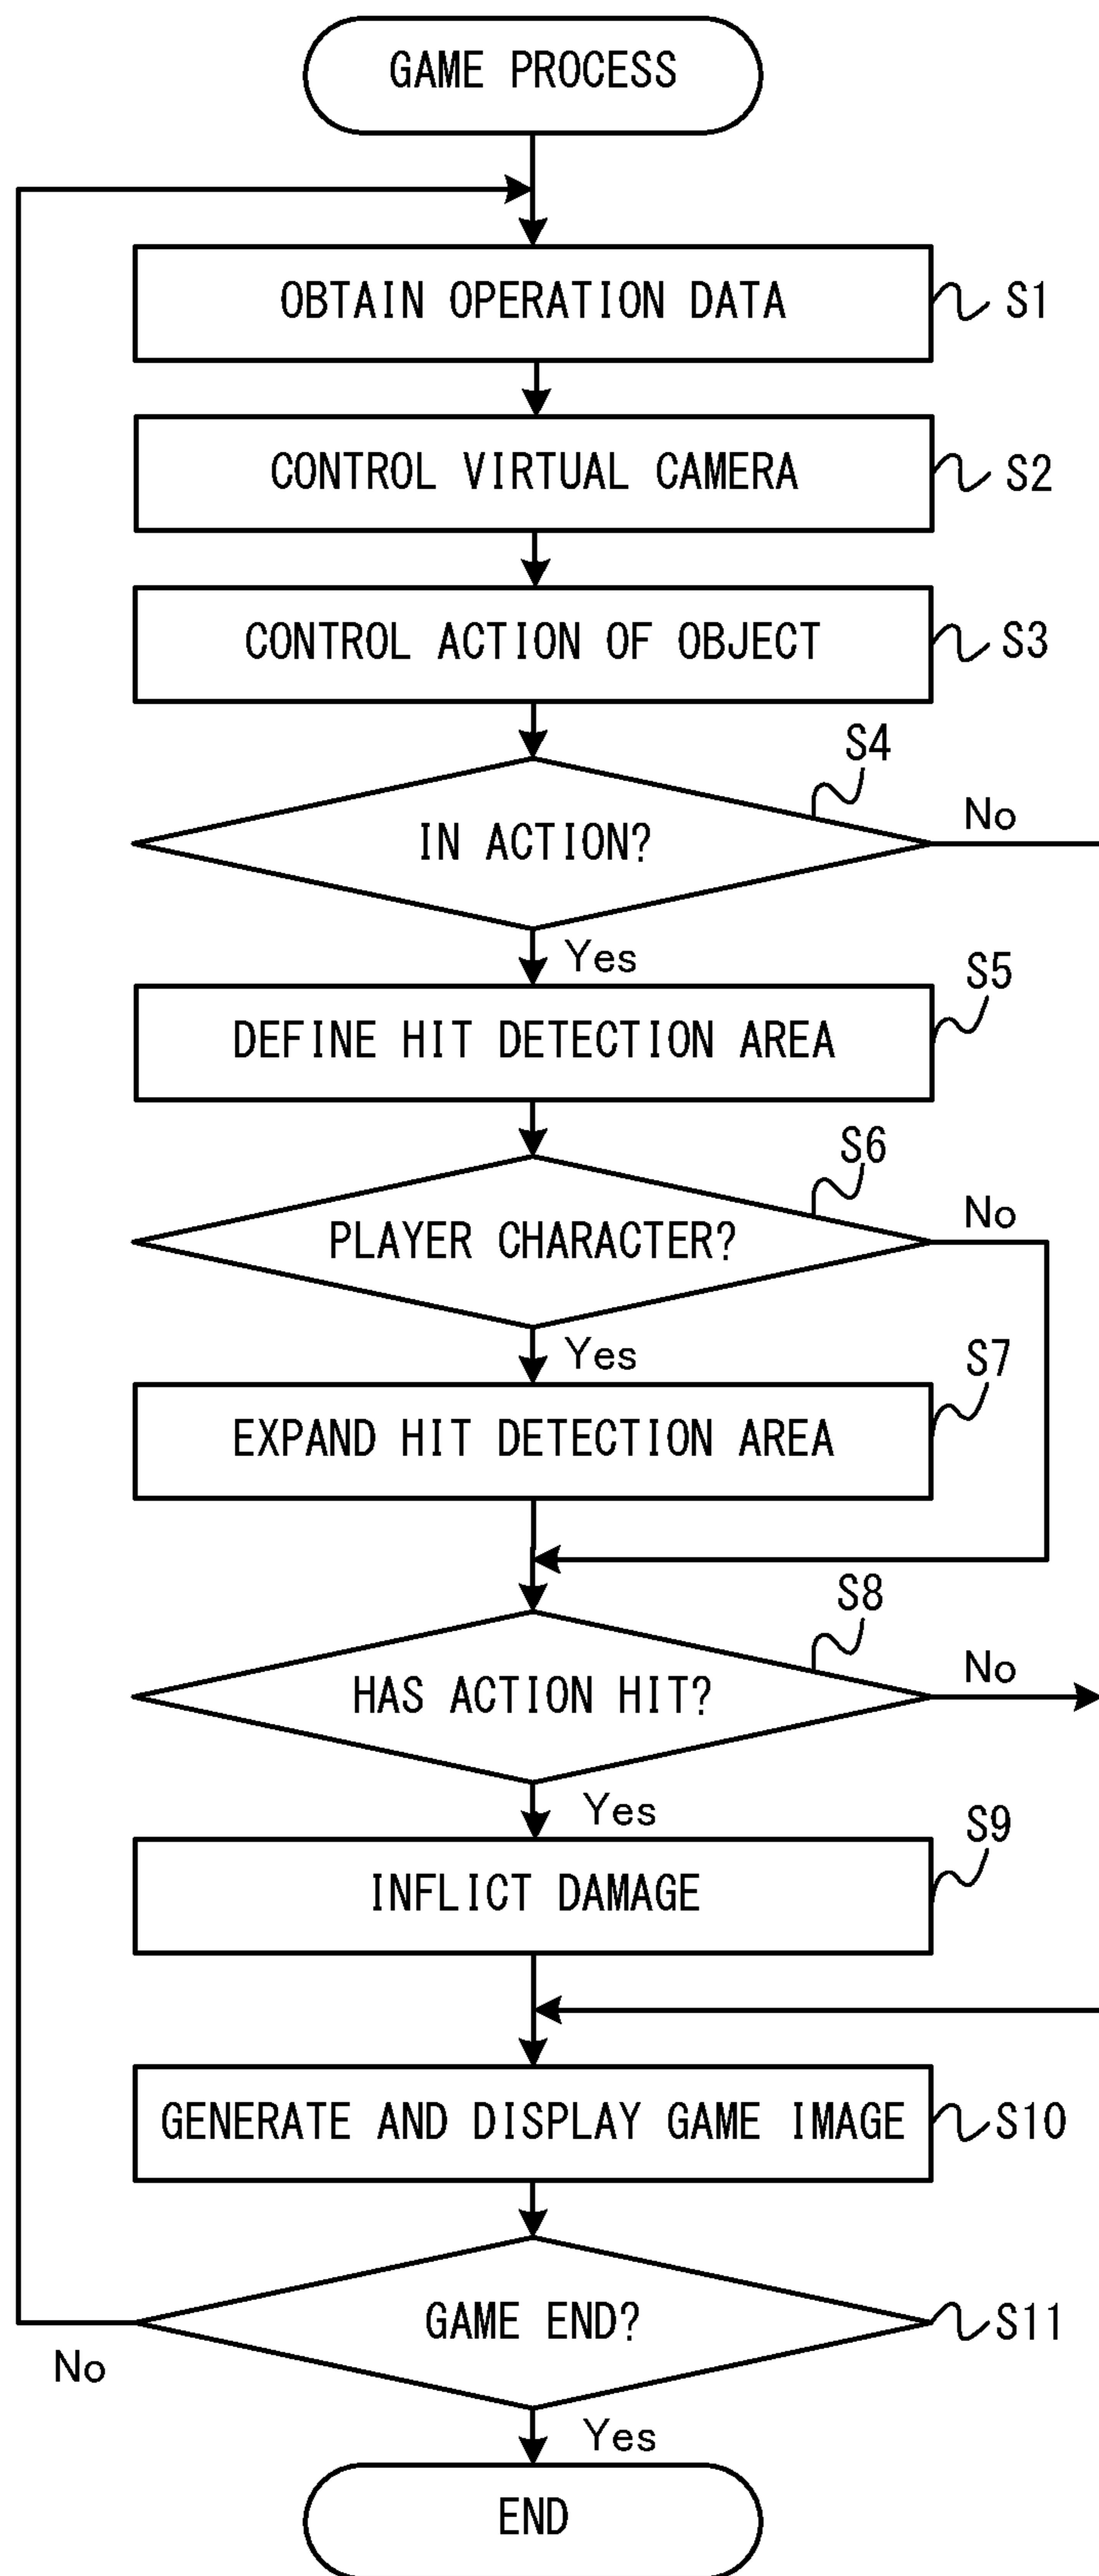 GAME PROCESS
OBTAIN OPERATION DATA
S1
CONTROL VIRTUAL CAMERA
S2
CONTROL ACTION OF OBJECT
S3
S4
IN ACTION?
No
Yes
S5
DEFINE HIT DETECTION AREA
S6
PLAYER CHARACTER?
No
Yes
S7
EXPAND HIT DETECTION AREA
S8
HAS ACTION HIT?
No
Yes
S9
INFLICT DAMAGE
GENERATE AND DISPLAY GAME IMAGE
S10
GAME END?
S11
No
Yes
END